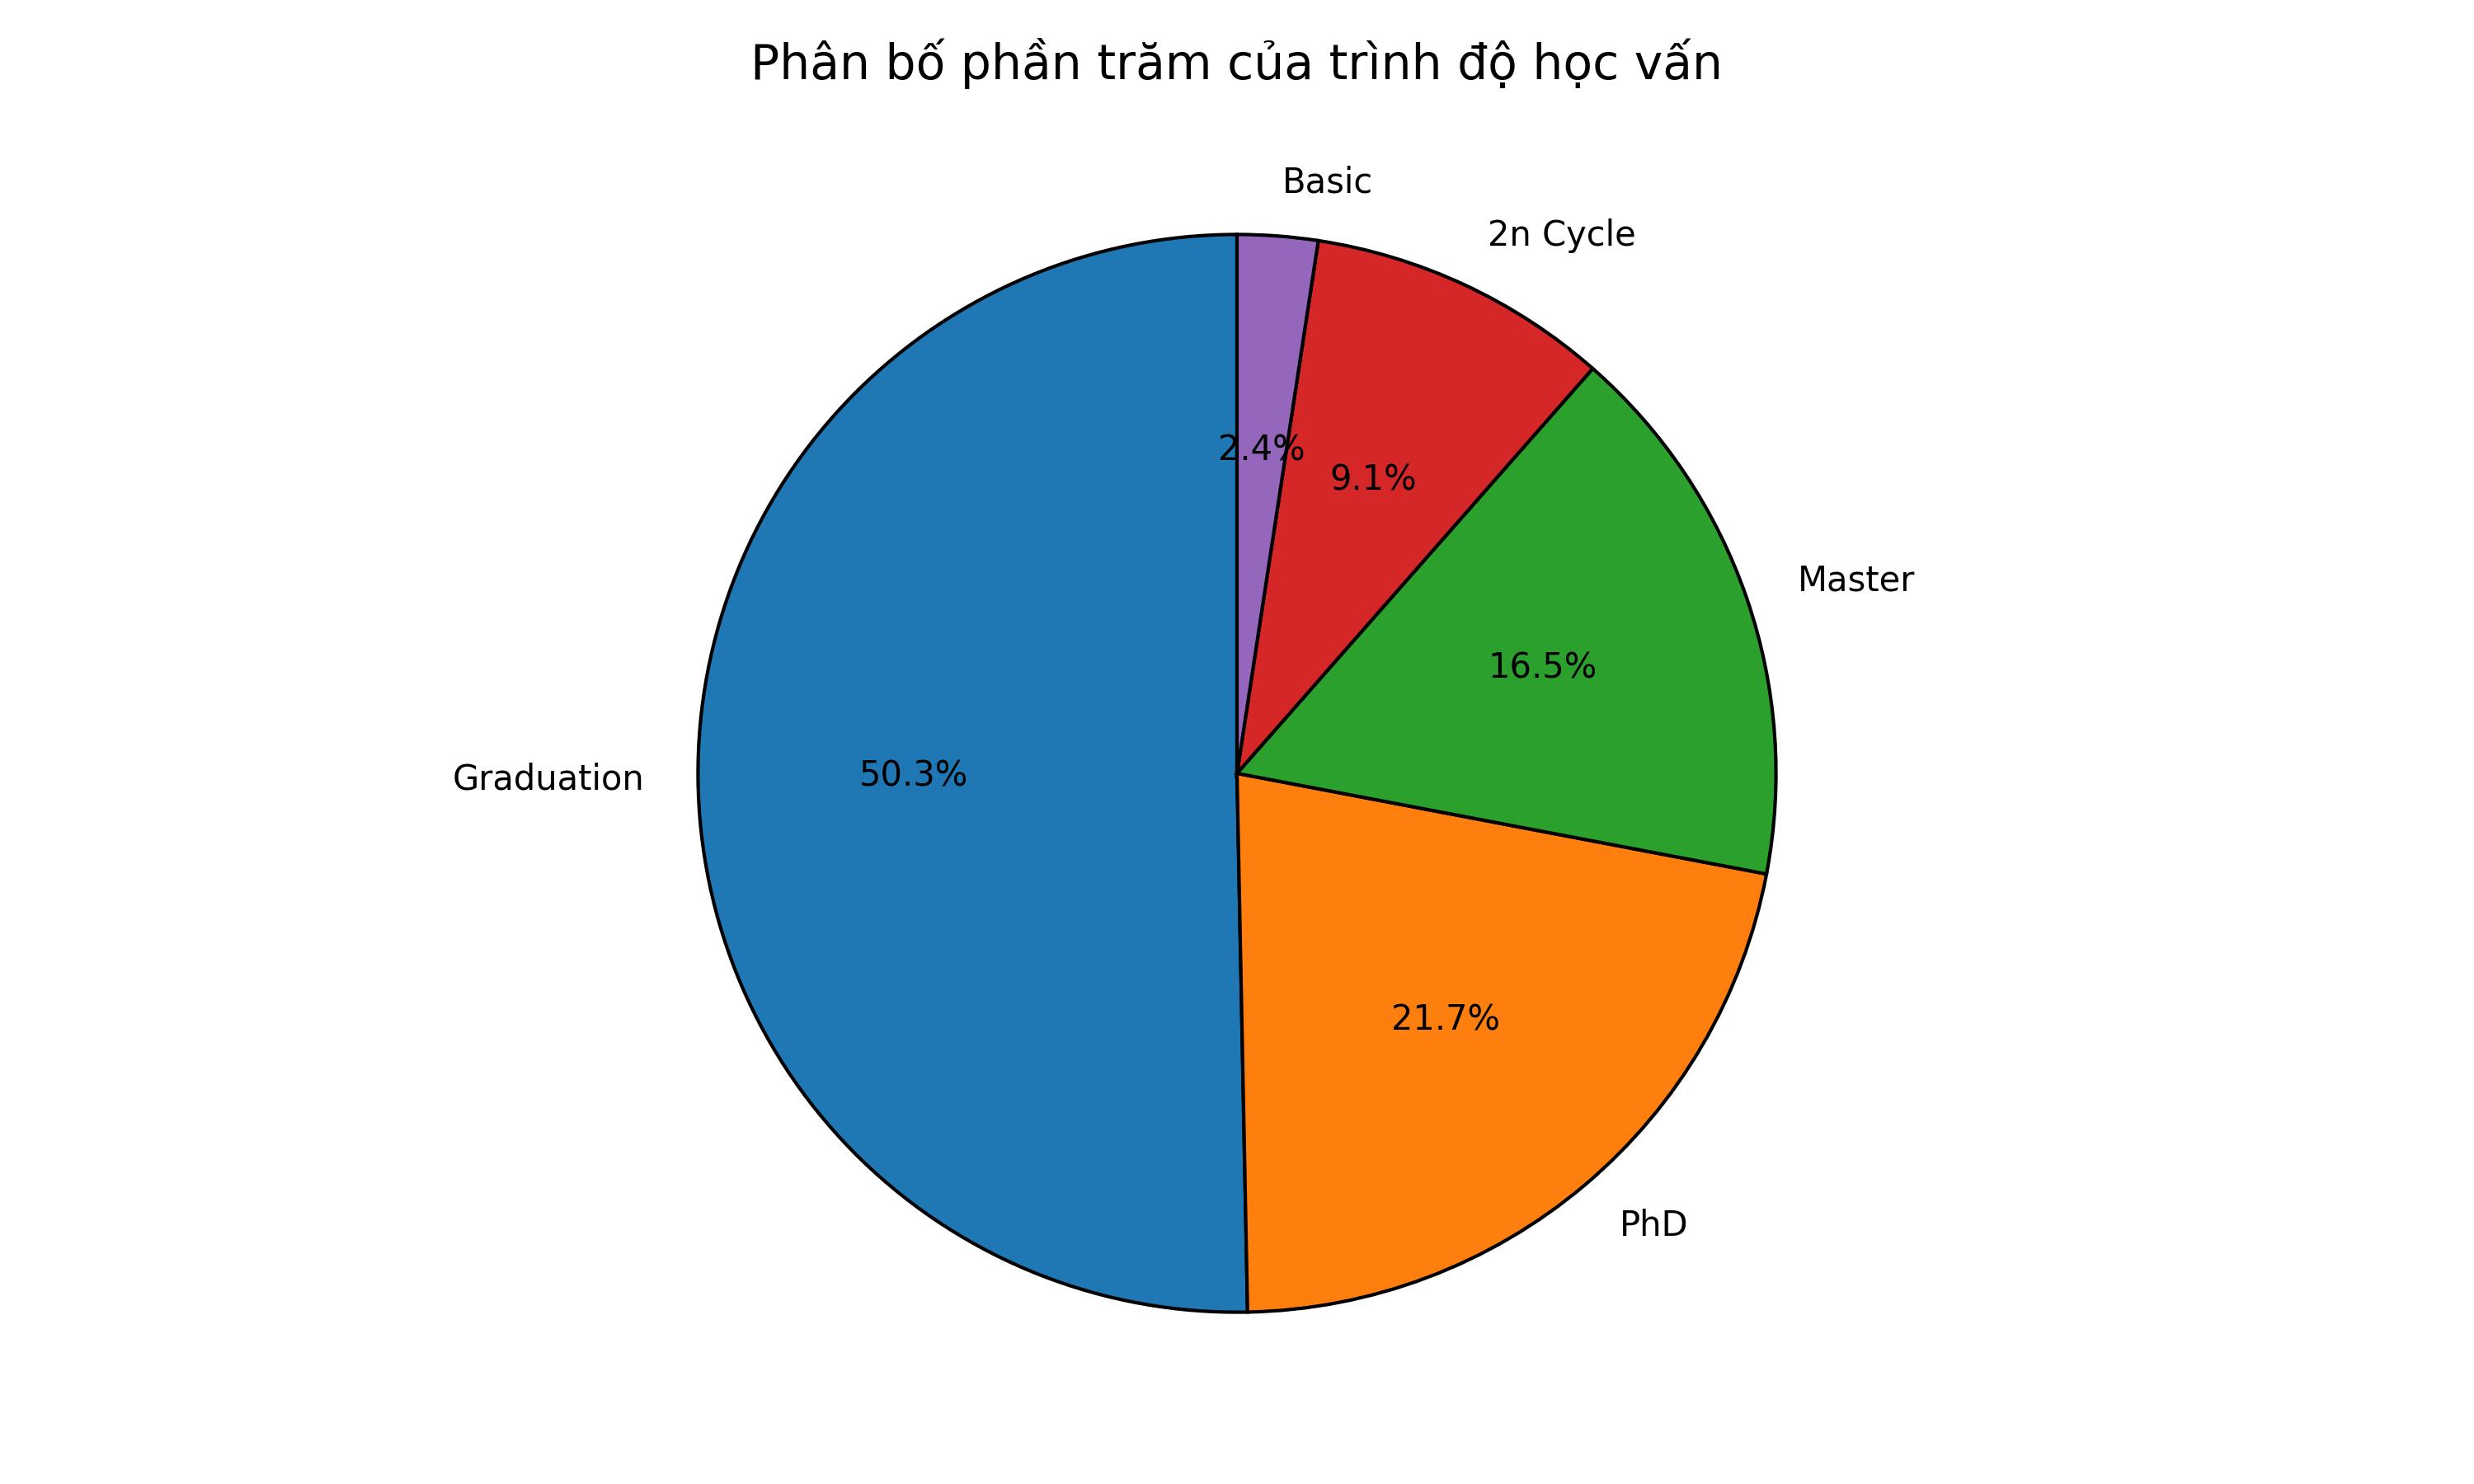 Phân bố phần trăm của trình độ học vấn
Basic
2n Cycle
2.4%
9.1%
Master
16.5%
Graduation
50.3%
21.7%
PhD